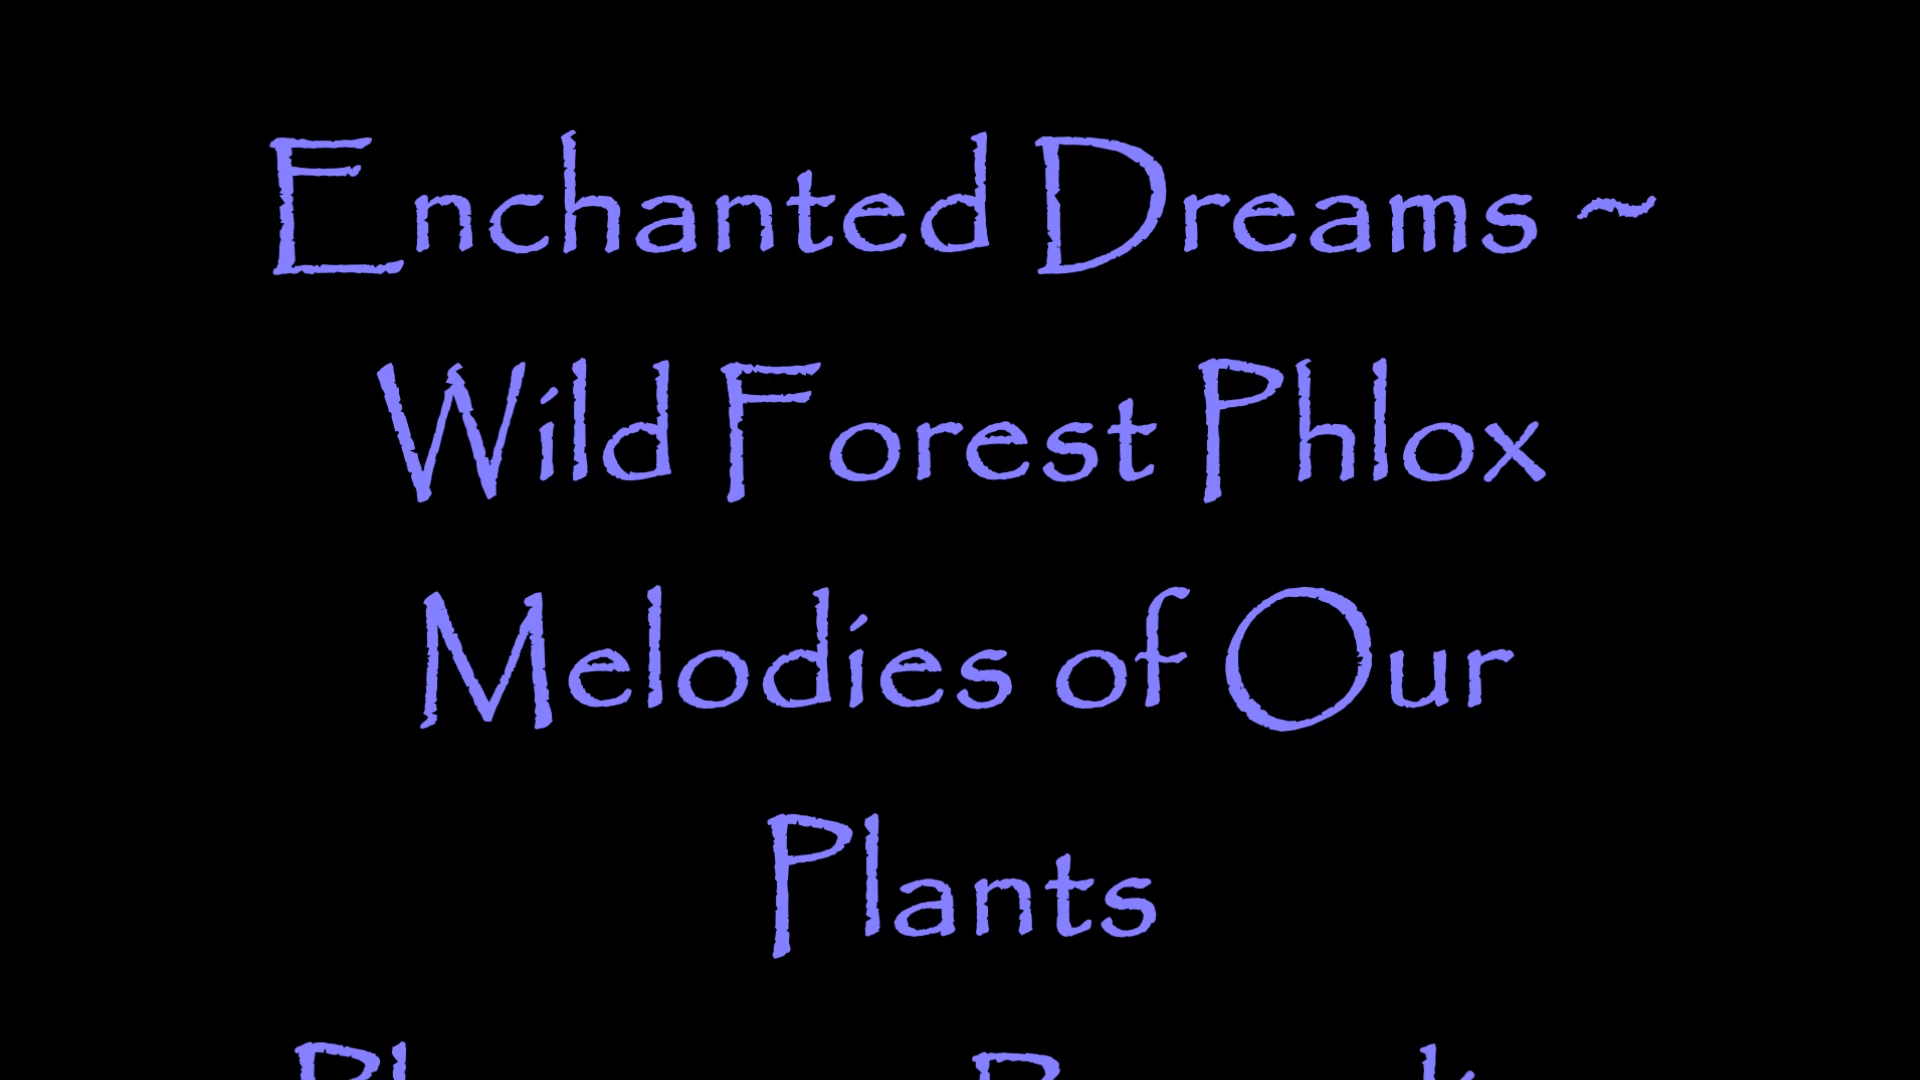 Enchanted Dreams ~
Wild Forest Phlox
Melodies of Our
Plants